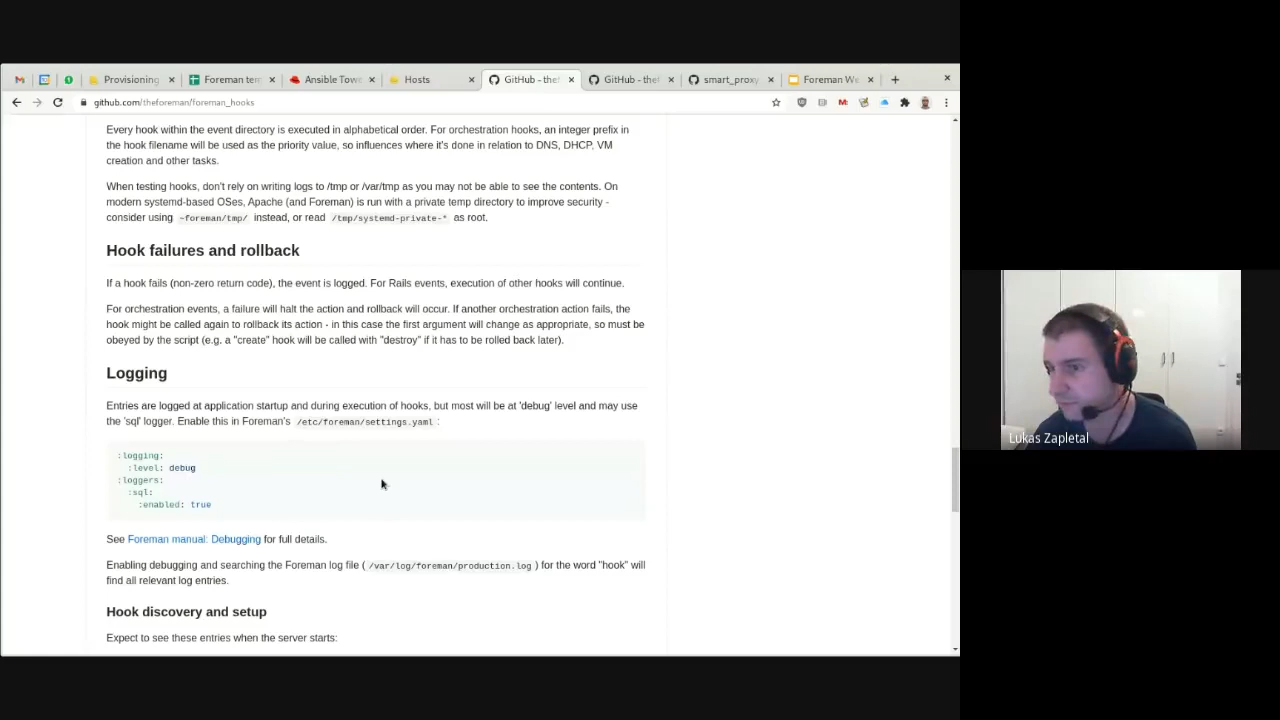 Provisioning
Foreman tem
Ansible Towe
Hosts
GitHub - thef
GitHub - thef
smart_proxy
Foreman We
github.com/theforeman/foreman_hooks
Every hook within the event directory is executed in alphabetical order. For orchestration hooks, an integer prefix in
the hook filename will be used as the priority value, so influences where it's done in relation to DNS, DHCP, VM
creation and other tasks.
When testing hooks, don't rely on writing logs to /tmp or /var/tmp as you may not be able to see the contents. On
modern systemd-based OSes, Apache (and Foreman) is run with a private temp directory to improve security -
consider using ~foreman/tmp/ instead, or read /tmp/systemd-private-* as root.
Hook failures and rollback
If a hook fails (non-zero return code), the event is logged. For Rails events, execution of other hooks will continue.
For orchestration events, a failure will halt the action and rollback will occur. If another orchestration action fails, the
hook might be called again to rollback its action - in this case the first argument will change as appropriate, so must be
obeyed by the script (e.g. a "create" hook will be called with "destroy" if it has to be rolled back later).
Logging
Entries are logged at application startup and during execution of hooks, but most will be at 'debug' level and may use
the 'sql' logger. Enable this in Foreman's /etc/foreman/settings.yaml :
:logging:
:level: debug
:loggers:
:sql:
:enabled: true
See Foreman manual: Debugging for full details.
Enabling debugging and searching the Foreman log file ( /var/log/foreman/production.log ) for the word "hook" will
find all relevant log entries.
Hook discovery and setup
Expect to see these entries when the server starts:
Lukas Zapletal